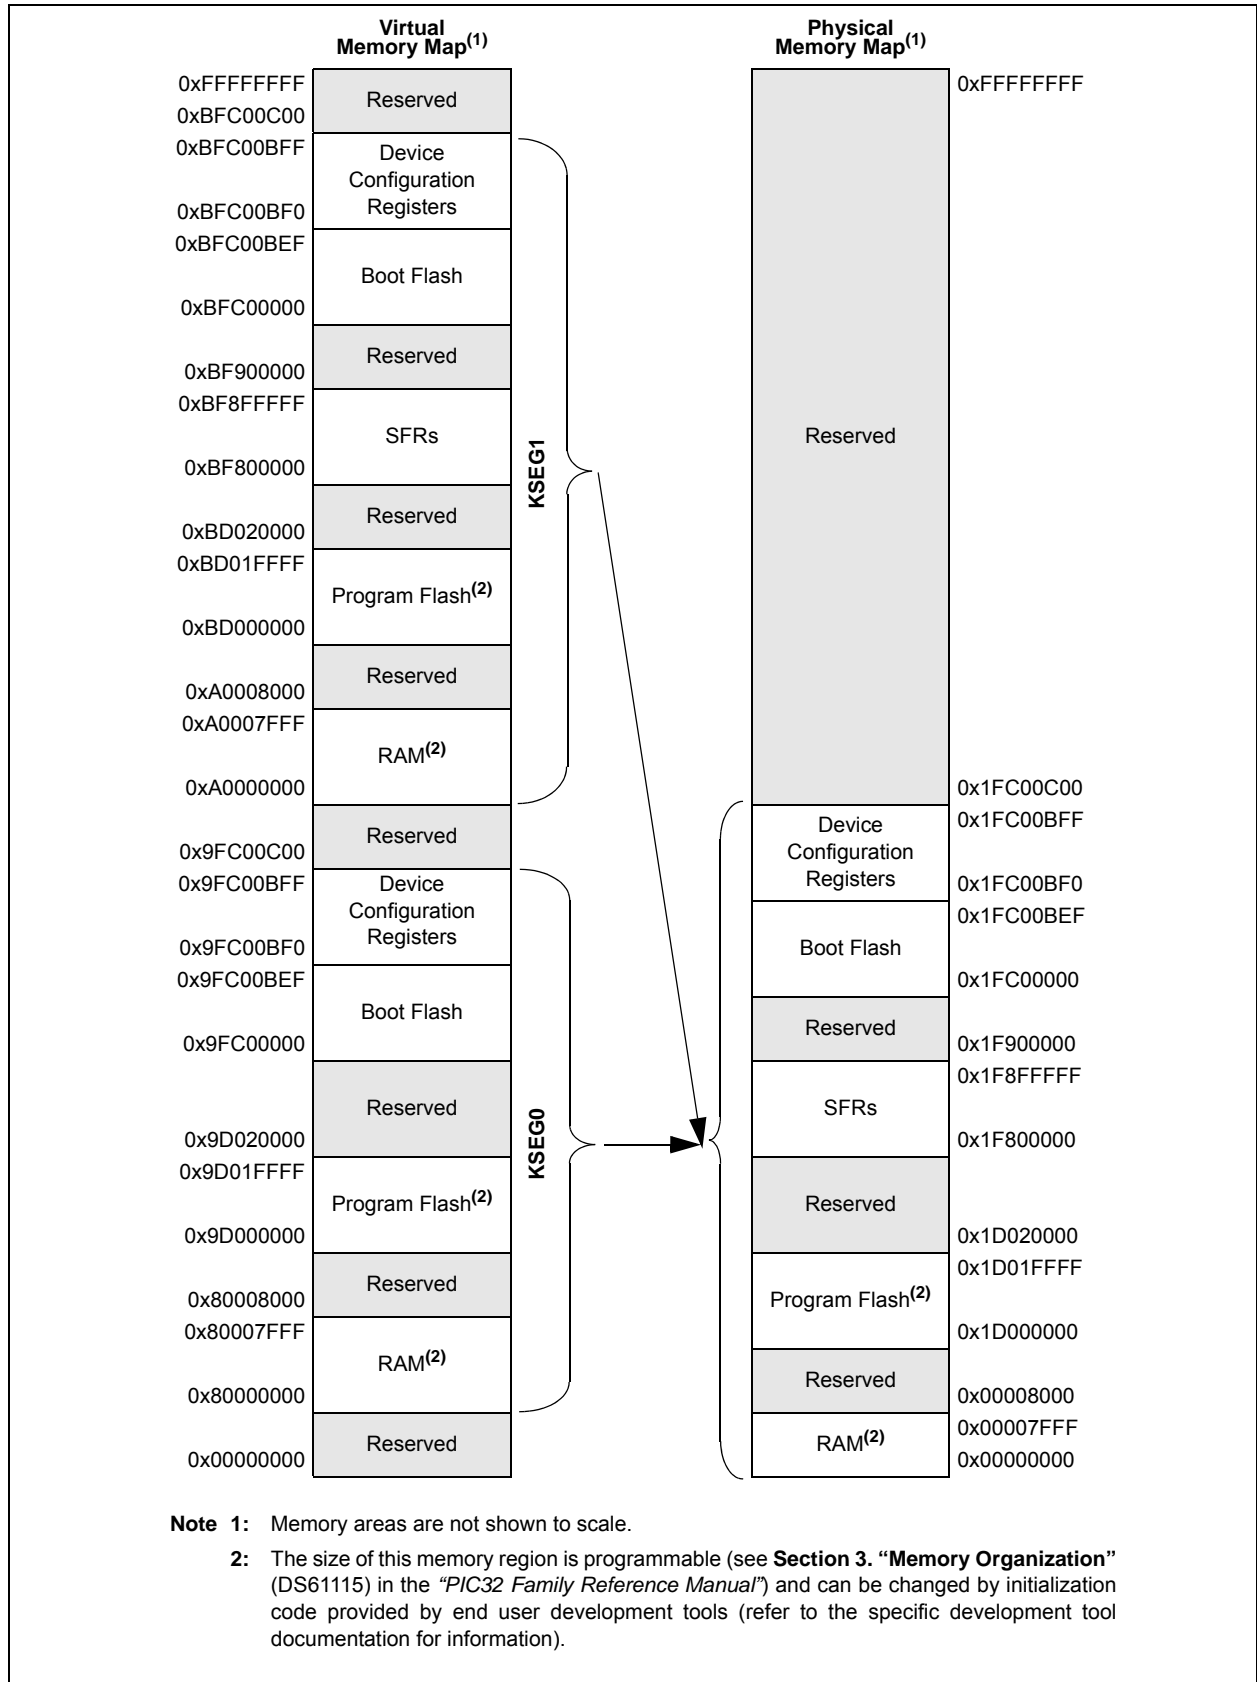 Virtual
Memory Map(1)
Physical
Memory Map(1)
0xFFFFFFFF
Reserved
0xBFC00C00
0xBFC00BFF
Device
Configuration
Registers
0xBFC00BF0
0xBFC00BEF
Boot Flash
0xBFC00000
Reserved
0xBF900000
0xBF8FFFFF
SFRs
0xBF800000
Reserved
0xBD020000
0xBD01FFFF
Program Flash(2)
0xBD000000
Reserved
0xA0008000
0xA0007FFF
RAM(2)
0xA0000000
Reserved
0x9FC00C00
0x9FC00BFF
Device
Configuration
Registers
0x9FC00BF0
0x9FC00BEF
Boot Flash
0x9FC00000
Reserved
0x9D020000
0x9D01FFFF
Program Flash(2)
0x9D000000
Reserved
0x80008000
0x80007FFF
RAM(2)
0x80000000
Reserved
0x00000000
KSEG1
KSEG0
0xFFFFFFFF
Reserved
0x1FC00C00
0x1FC00BFF
Device
Configuration
Registers
0x1FC00BF0
0x1FC00BEF
Boot Flash
0x1FC00000
Reserved
0x1F900000
0x1F8FFFFF
SFRs
0x1F800000
Reserved
0x1D020000
0x1D01FFFF
Program Flash(2)
0x1D000000
Reserved
0x00008000
0x00007FFF
RAM(2)
0x00000000
Note 1: Memory areas are not shown to scale.
2: The size of this memory region is programmable (see Section 3. “Memory Organization”
(DS61115) in the “PIC32 Family Reference Manual”) and can be changed by initialization
code provided by end user development tools (refer to the specific development tool
documentation for information).